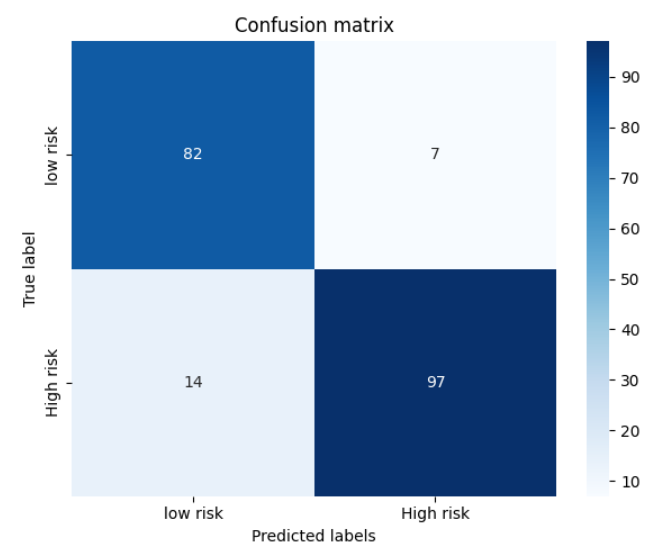 Confusion matrix
low risk
82
7
90
80
70
60
50
40
30
20
10
True label
High risk
14
97
low risk
High risk
Predicted labels